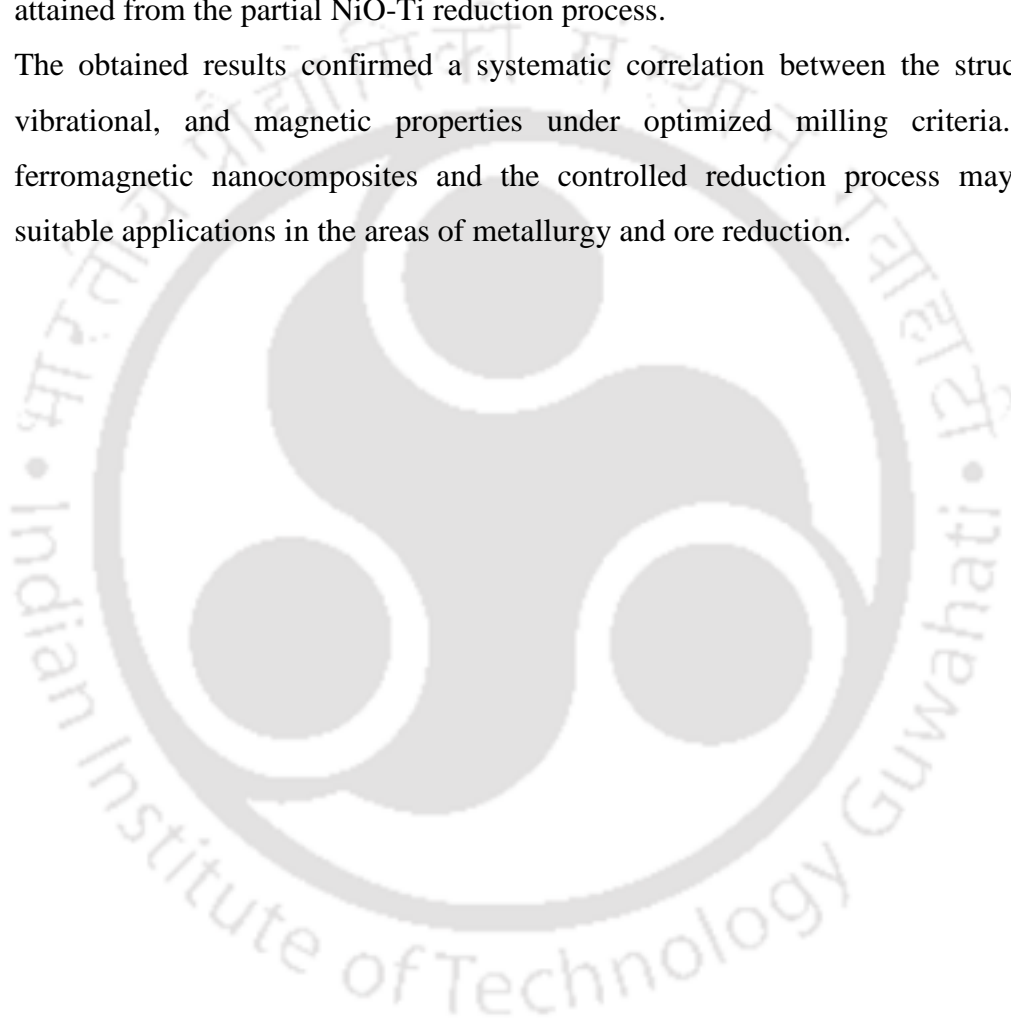 attained from the partial NiO-Ti reduction process.
The obtained results confirmed a systematic correlation between the struc
vibrational, and magnetic properties under optimized milling criteria.
ferromagnetic nanocomposites and the controlled reduction process may
suitable applications in the areas of metallurgy and ore reduction.
भारतीय प्रौद्योगिकी संस्थान गुवाहाटी
• Indian Institute of Technology Guwahati •